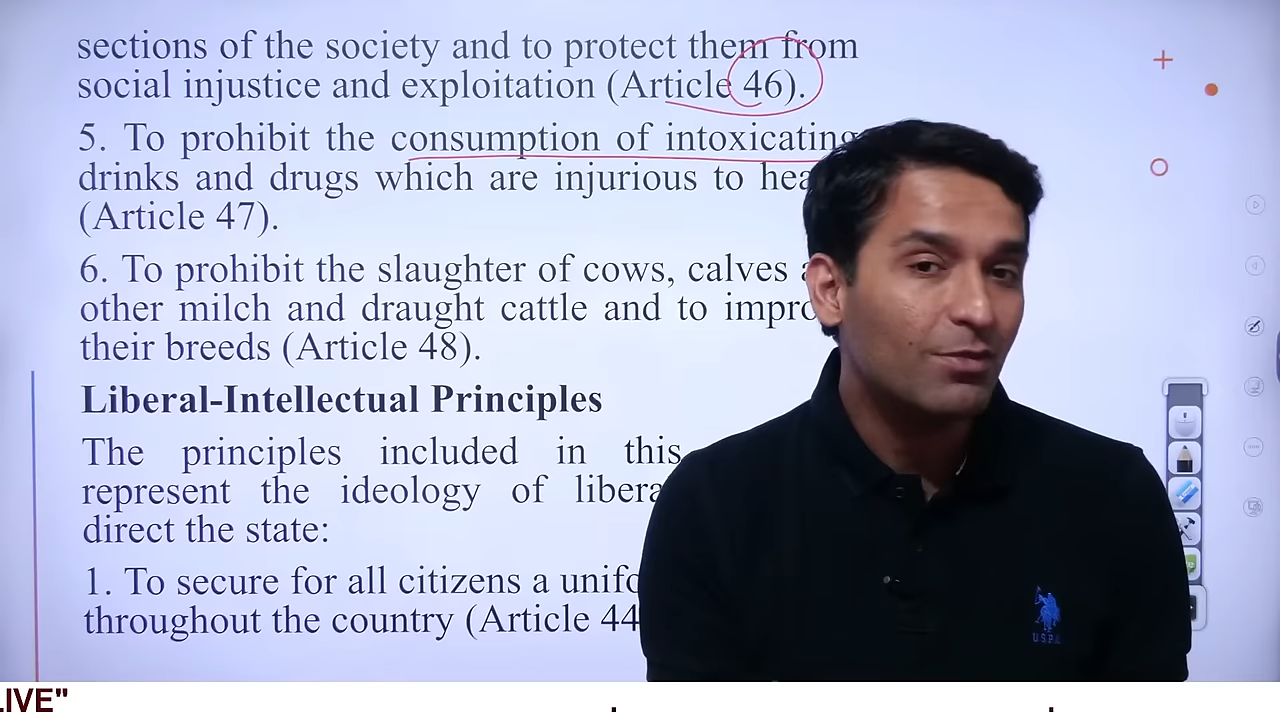 sections of the society and to protect them from
social injustice and exploitation (Article 46).
5. To prohibit the consumption of intoxicating
drinks and drugs which are injurious to
(Article 47).
6. To prohibit the slaughter of cows, calves
other milch and draught cattle and to
their breeds (Article 48).
Liberal-Intellectual Principles
The principles included in this
represent the ideology of
direct the state:
1. To secure for all citizens a
throughout the country (Article 44
U.S.P.A.
LIVE"